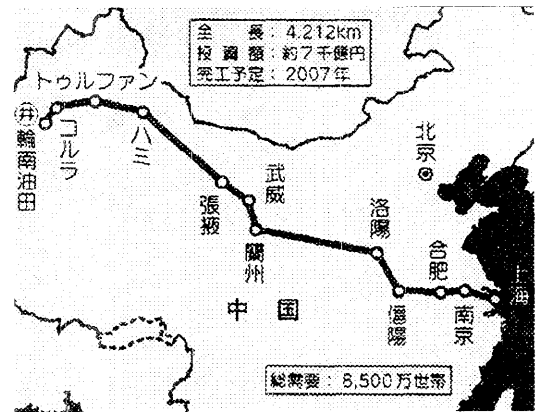 全長：4.212km
投資額：約7千億円
完工予定：2007年
トゥルファン
井
輪南油田
コルラ
ハミ
張掖
武威
蘭州
洛陽
北京
合肥
南京
上海
信陽
中国
総需要：8,500万世帯